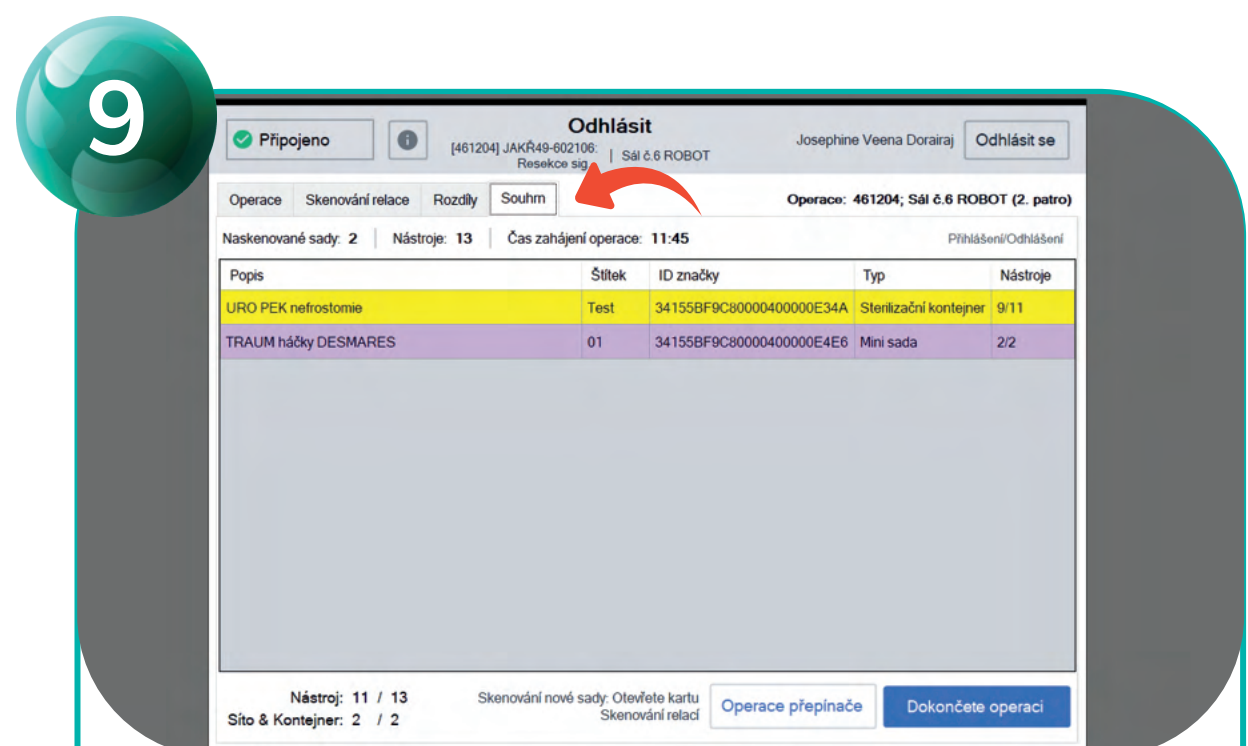 9
Odhlásit
Připojeno
i
[461204] JAKŘ49-602106:
Resekce sig
| Sál č.6 ROBOT
Josephine Veena Dorairaj
Odhlásit se
Operace Skenování relace Rozdíly Souhrn
Operace: 461204; Sál č.6 ROBOT (2. patro)
Naskenované sady: 2 | Nástroje: 13 | Čas zahájení operace: 11:45
Přihlášení/Odhlášení
Popis Štítek ID značky Typ Nástroje
URO PEK nefrostomie Test 34155BF9C80000400000E34A Sterilizační kontejner 9/11
TRAUM háčky DESMARES 01 34155BF9C80000400000E4E6 Mini sada 2/2
Nástroj: 11 / 13
Síto & Kontejner: 2 / 2
Skenování nové sady: Otevřete kartu
Skenování relací
Operace přepínače
Dokončete operaci